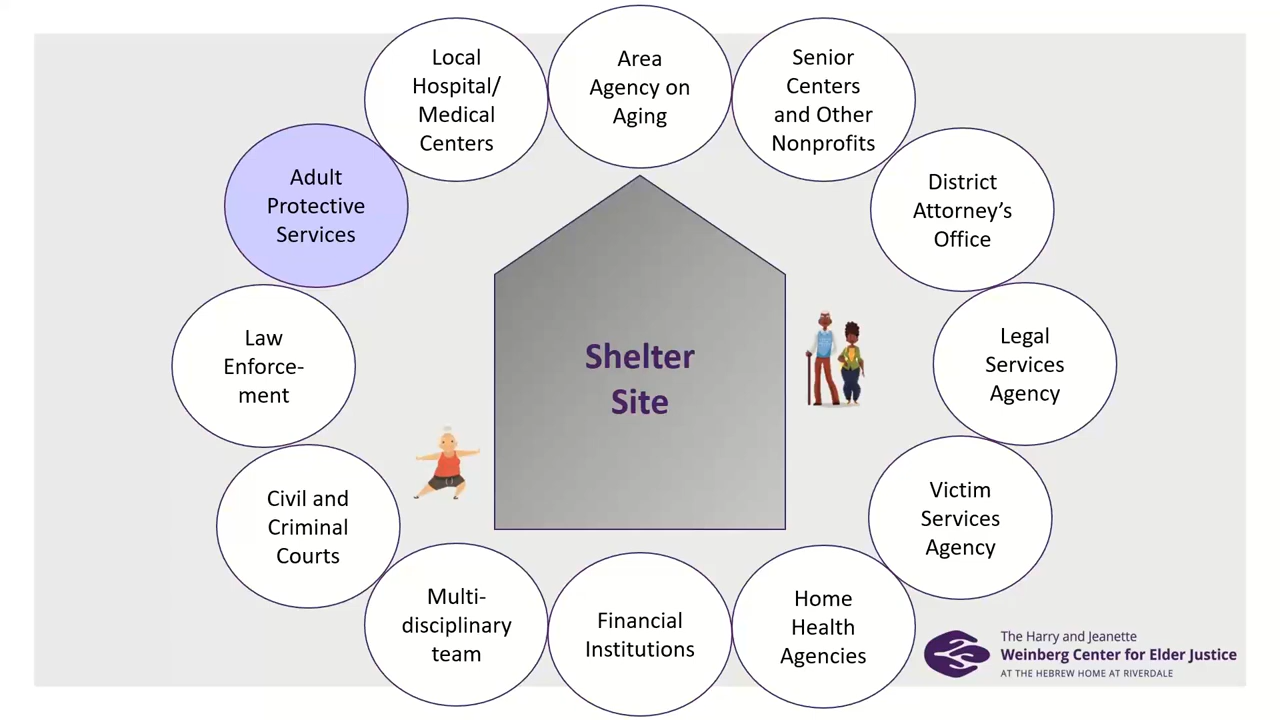 Local
Hospital/
Medical
Centers
Area
Agency on
Aging
Senior
Centers
and Other
Nonprofits
Adult
Protective
Services
District
Attorney’s
Office
Law
Enforce-
ment
Shelter
Site
Legal
Services
Agency
Civil and
Criminal
Courts
Victim
Services
Agency
Multi-
disciplinary
team
Financial
Institutions
Home
Health
Agencies
The Harry and Jeanette
Weinberg Center for Elder Justice
AT THE HEBREW HOME AT RIVERDALE